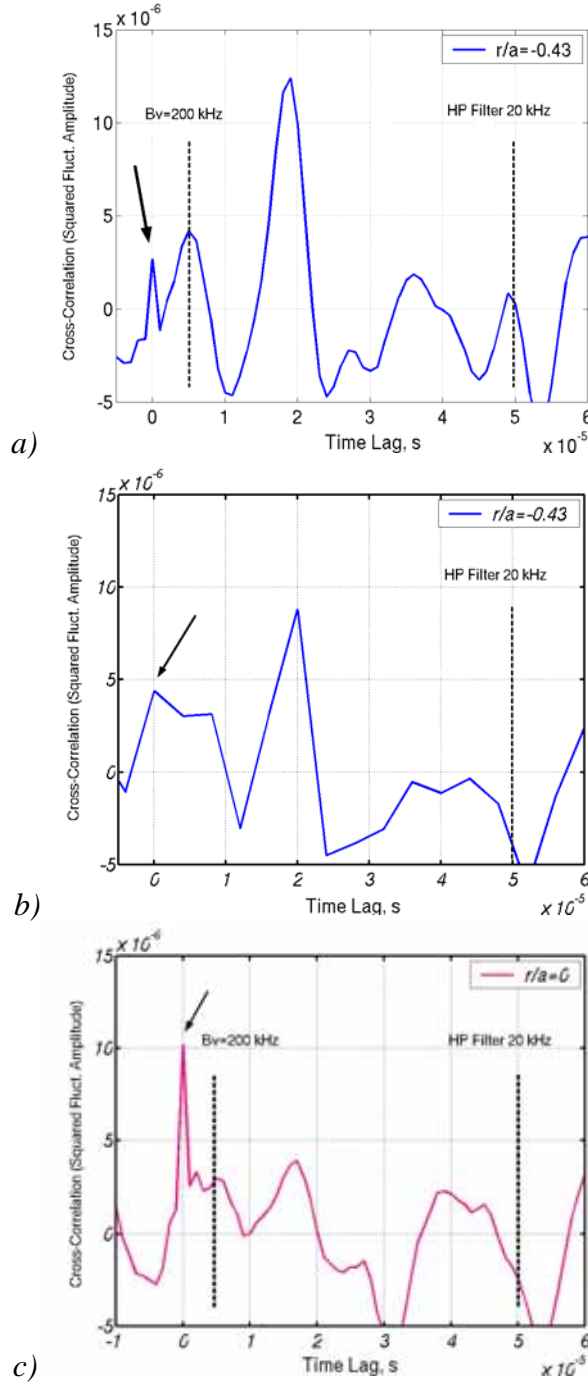 × 10⁻⁶
15
r/a=-0.43
Bv=200 kHz
HP Filter 20 kHz
10
5
0
-5
Cross-Correlation (Squared Fluct. Amplitude)
0 1 2 3 4 5 6
Time Lag, s
× 10⁻⁵
a)
× 10⁻⁶
15
r/a=-0.43
HP Filter 20 kHz
10
5
0
-5
Cross-Correlation (Squared Fluct. Amplitude)
0 1 2 3 4 5 6
Time Lag, s
× 10⁻⁵
b)
× 10⁻⁶
15
r/a=0
Bv=200 kHz
HP Filter 20 kHz
10
5
0
-5
Cross-Correlation (Squared Fluct. Amplitude)
-1 0 1 2 3 4 5 6
Time Lag, s
× 10⁻⁵
c)